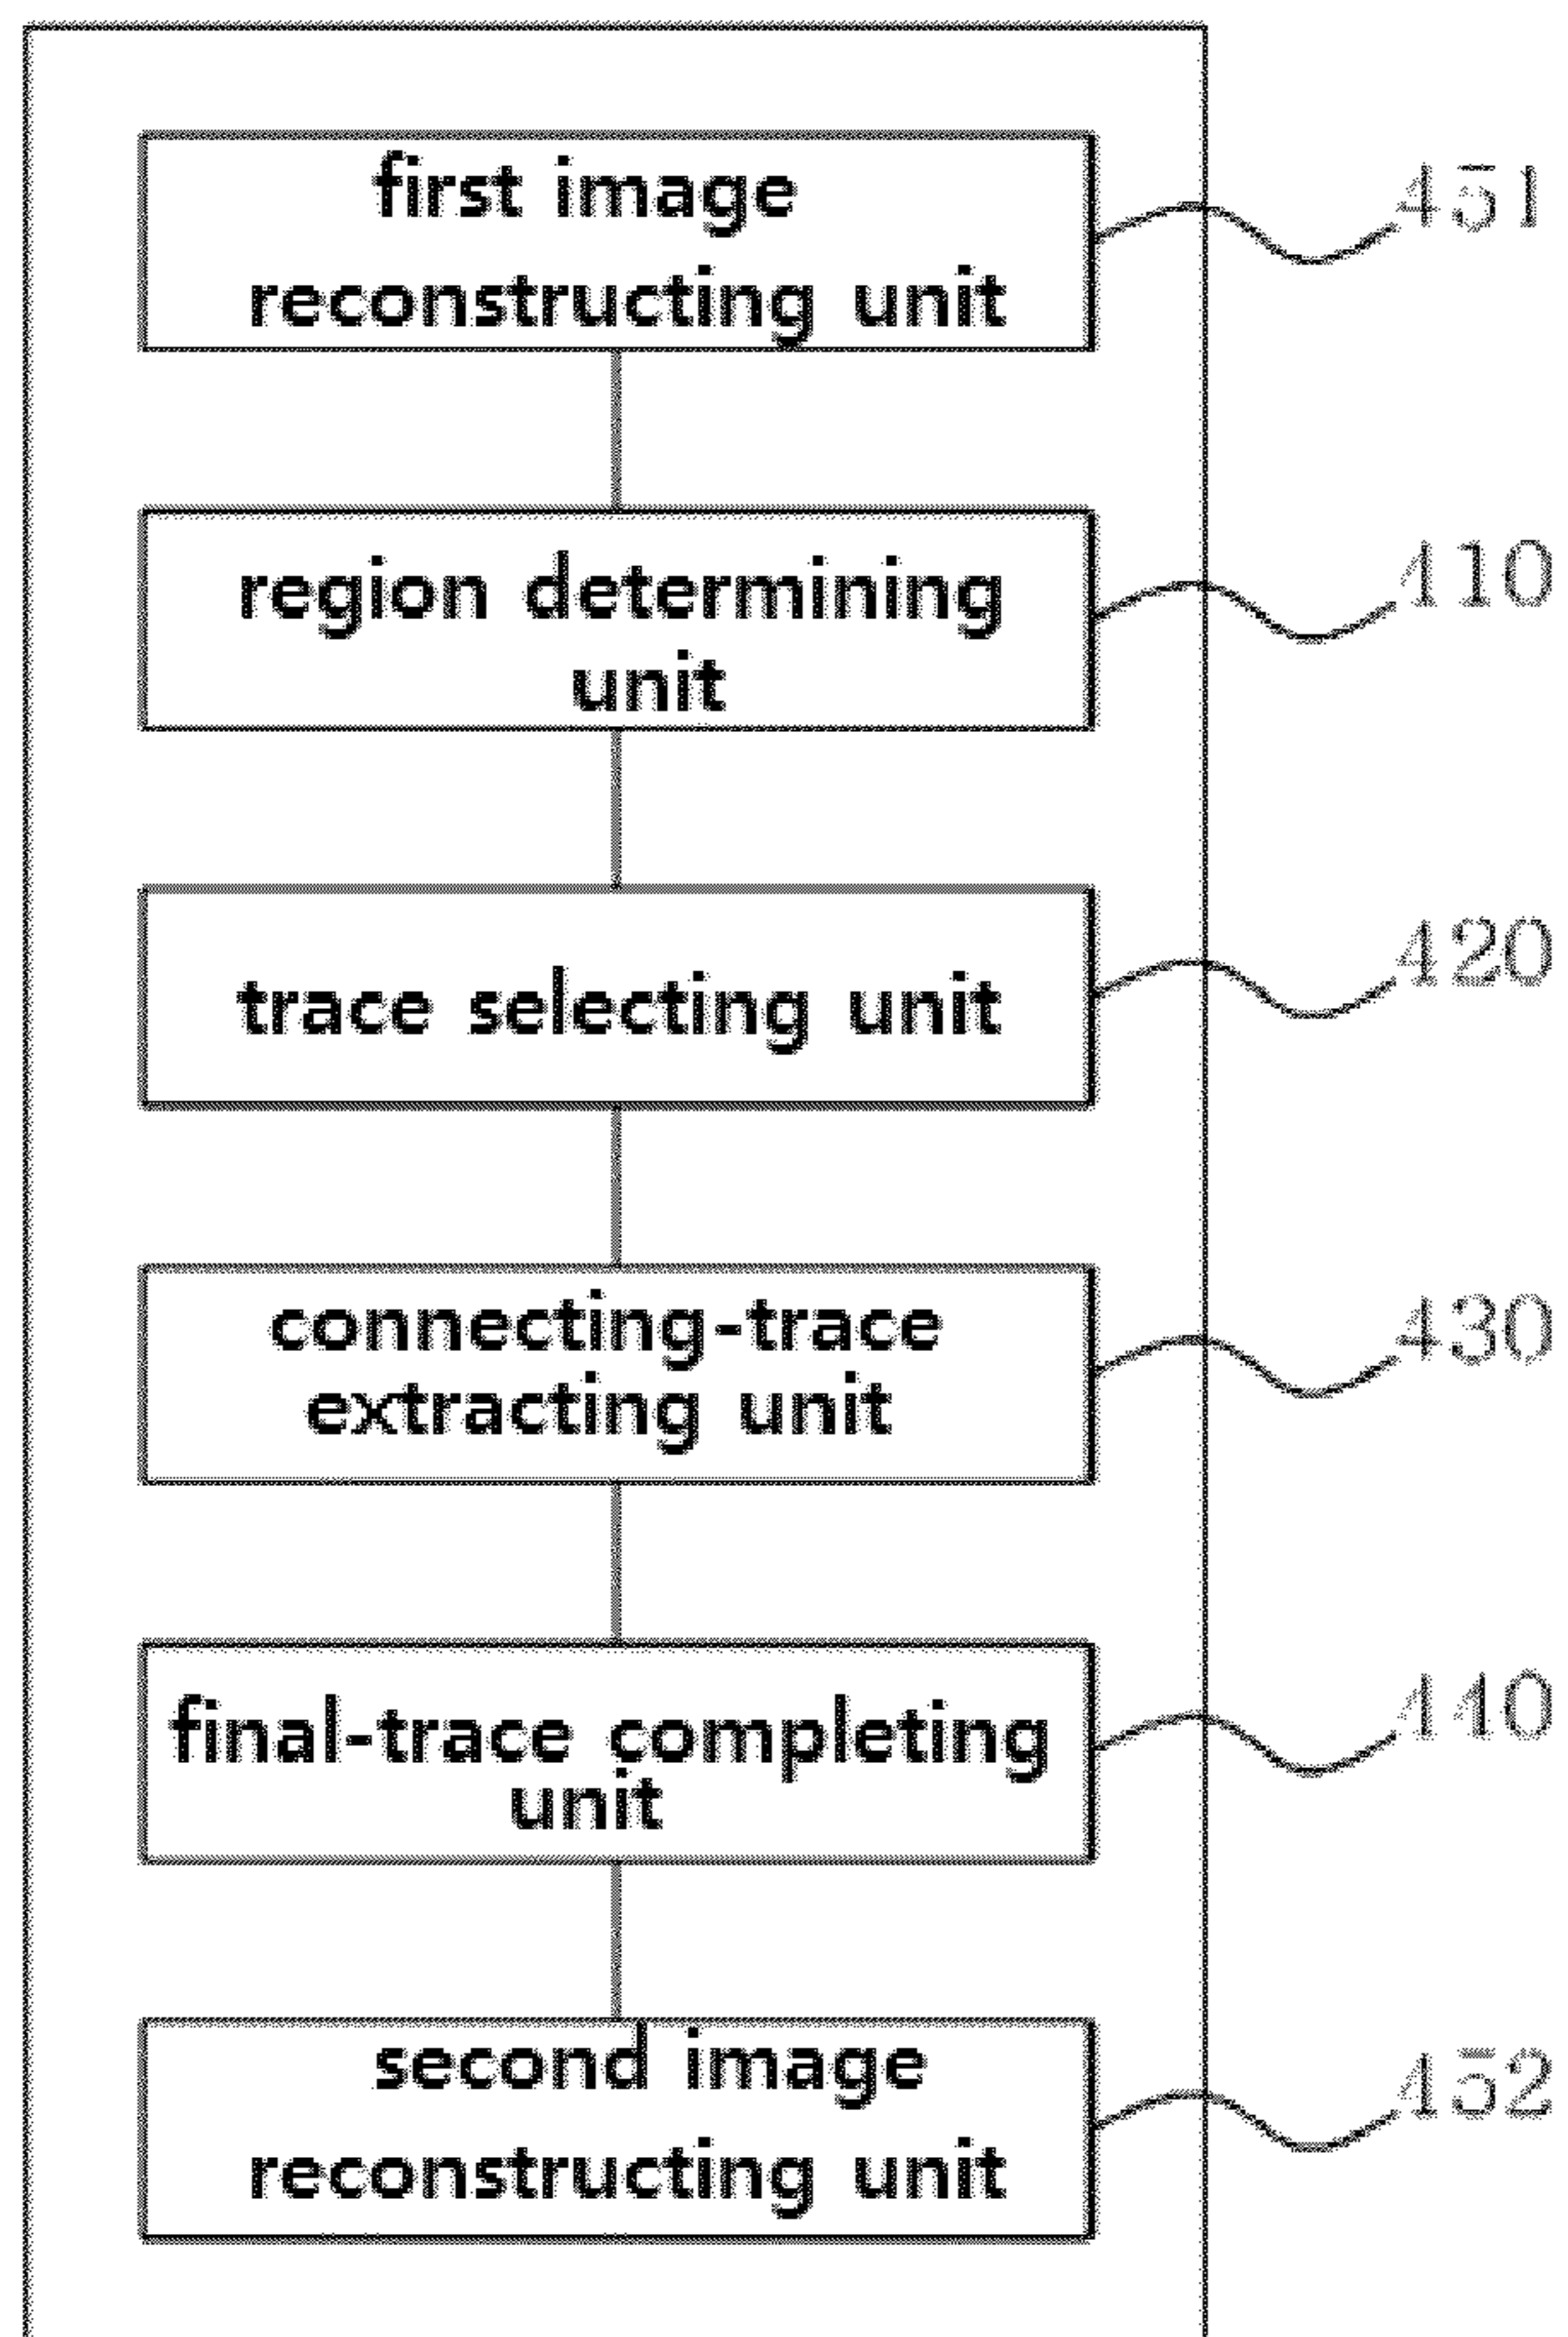 first image
reconstructing unit
451
region determining
unit
410
trace selecting unit
420
connecting-trace
extracting unit
430
final-trace completing
unit
440
second image
reconstructing unit
452